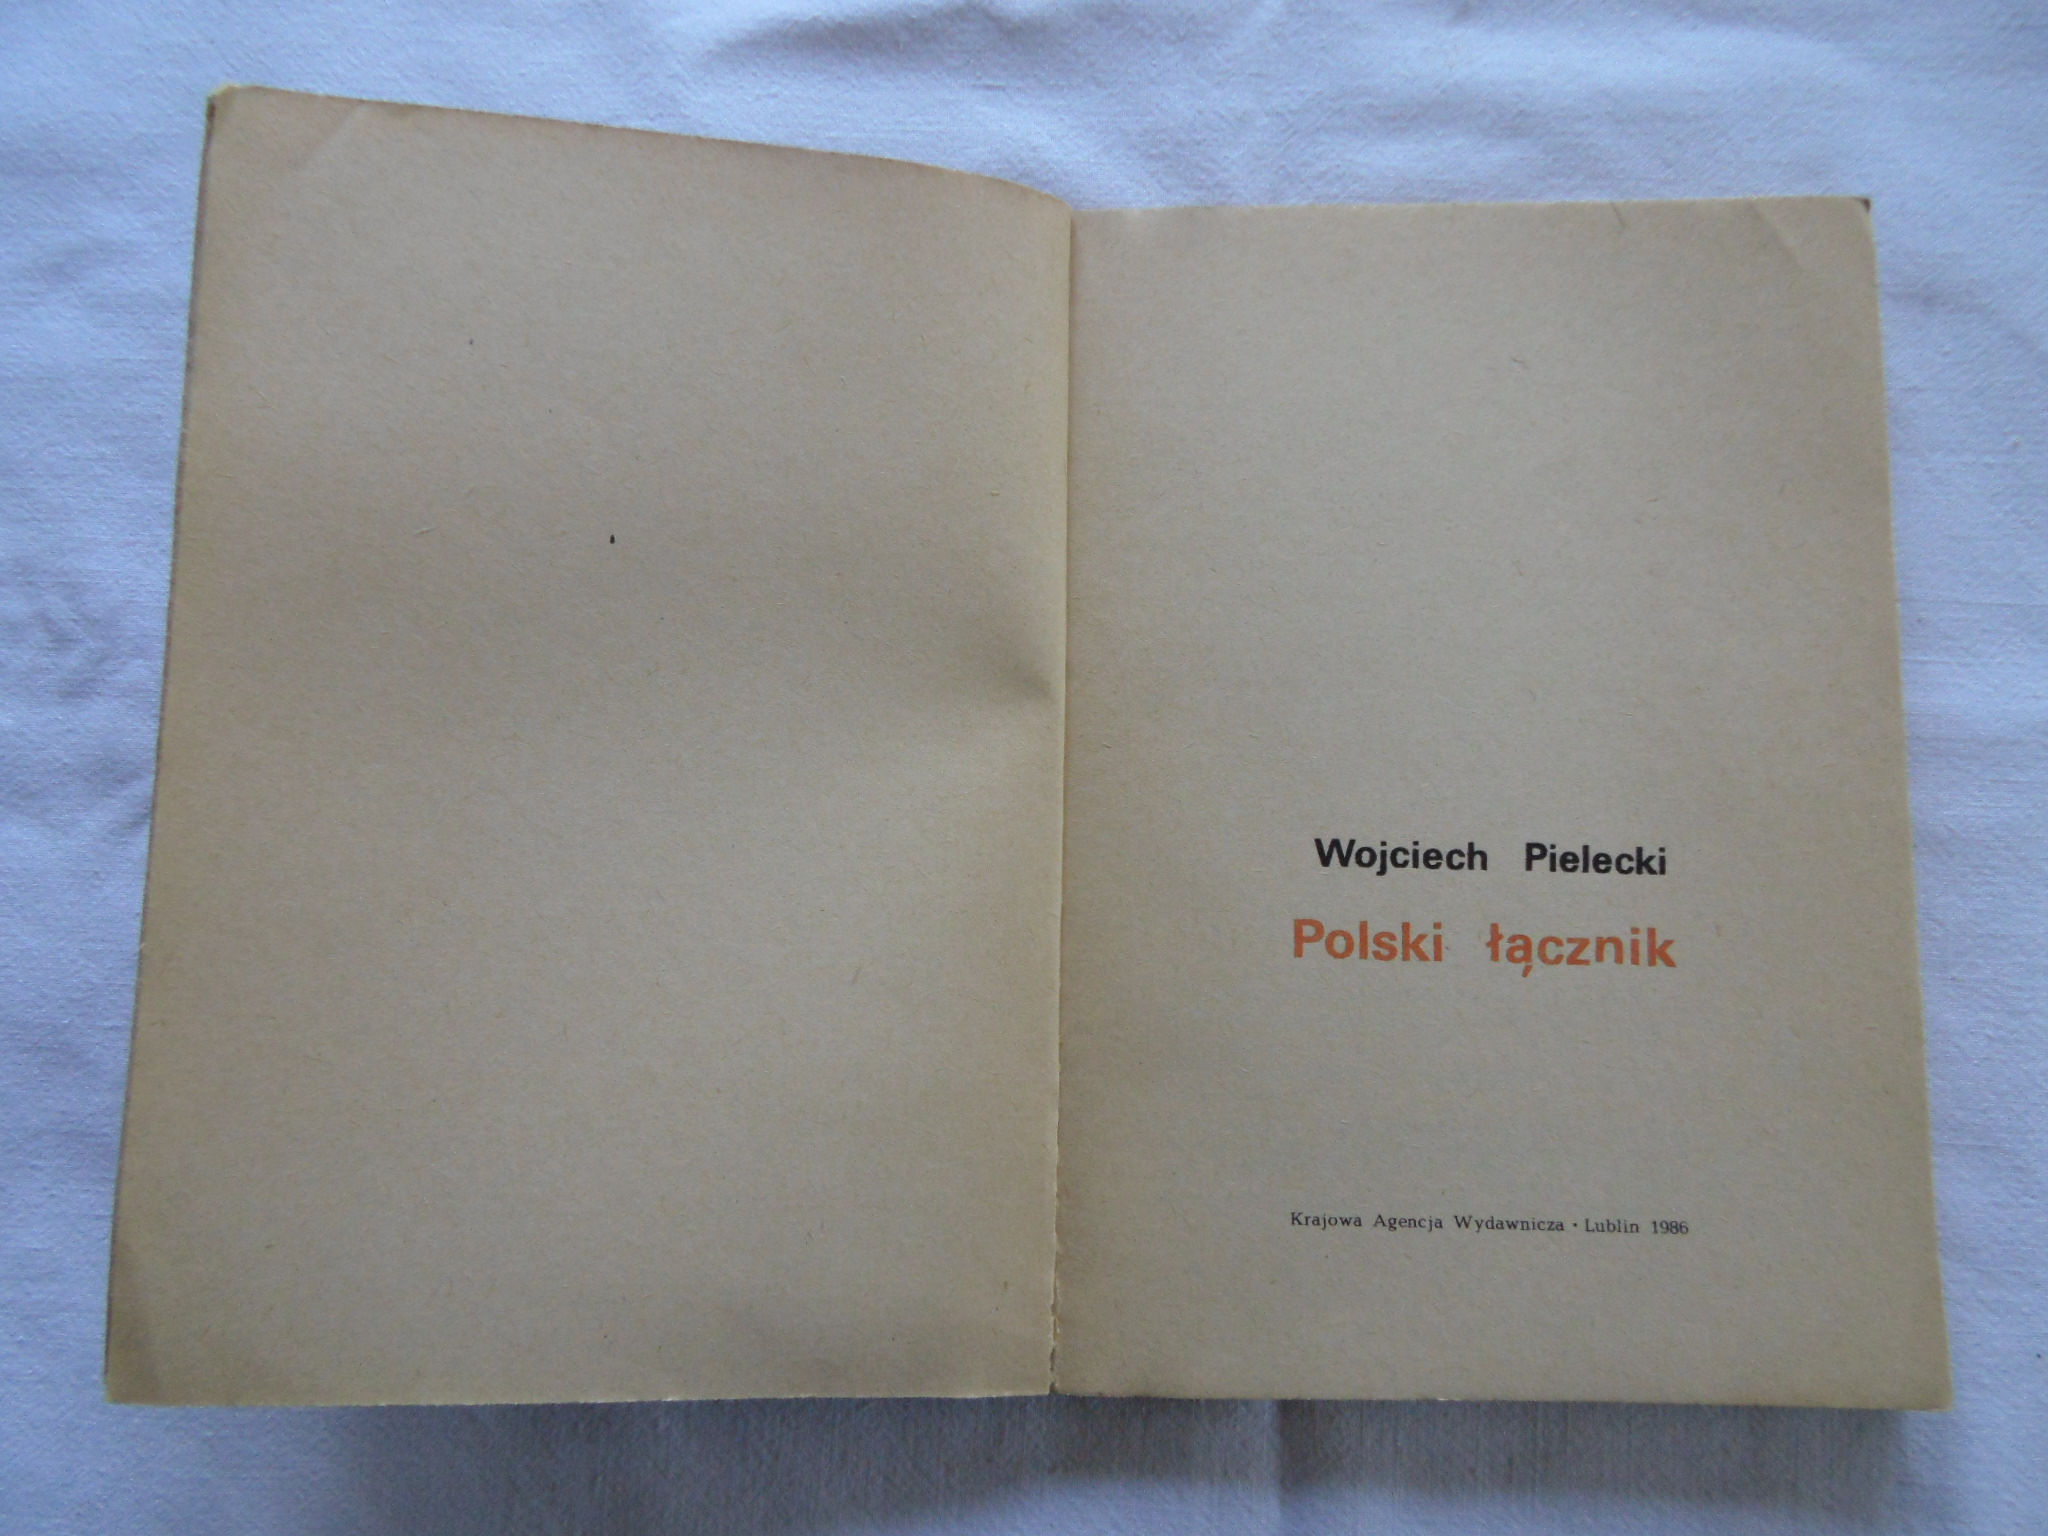 Wojciech Pielecki
Polski łącznik
Krajowa Agencja Wydawnicza · Lublin 1986